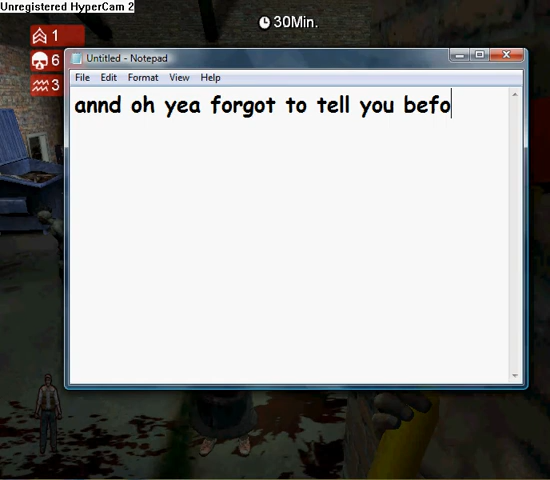 Unregistered HyperCam 2
30Min.
1
6
3
Untitled - Notepad
File Edit Format View Help
annd oh yea forgot to tell you befo